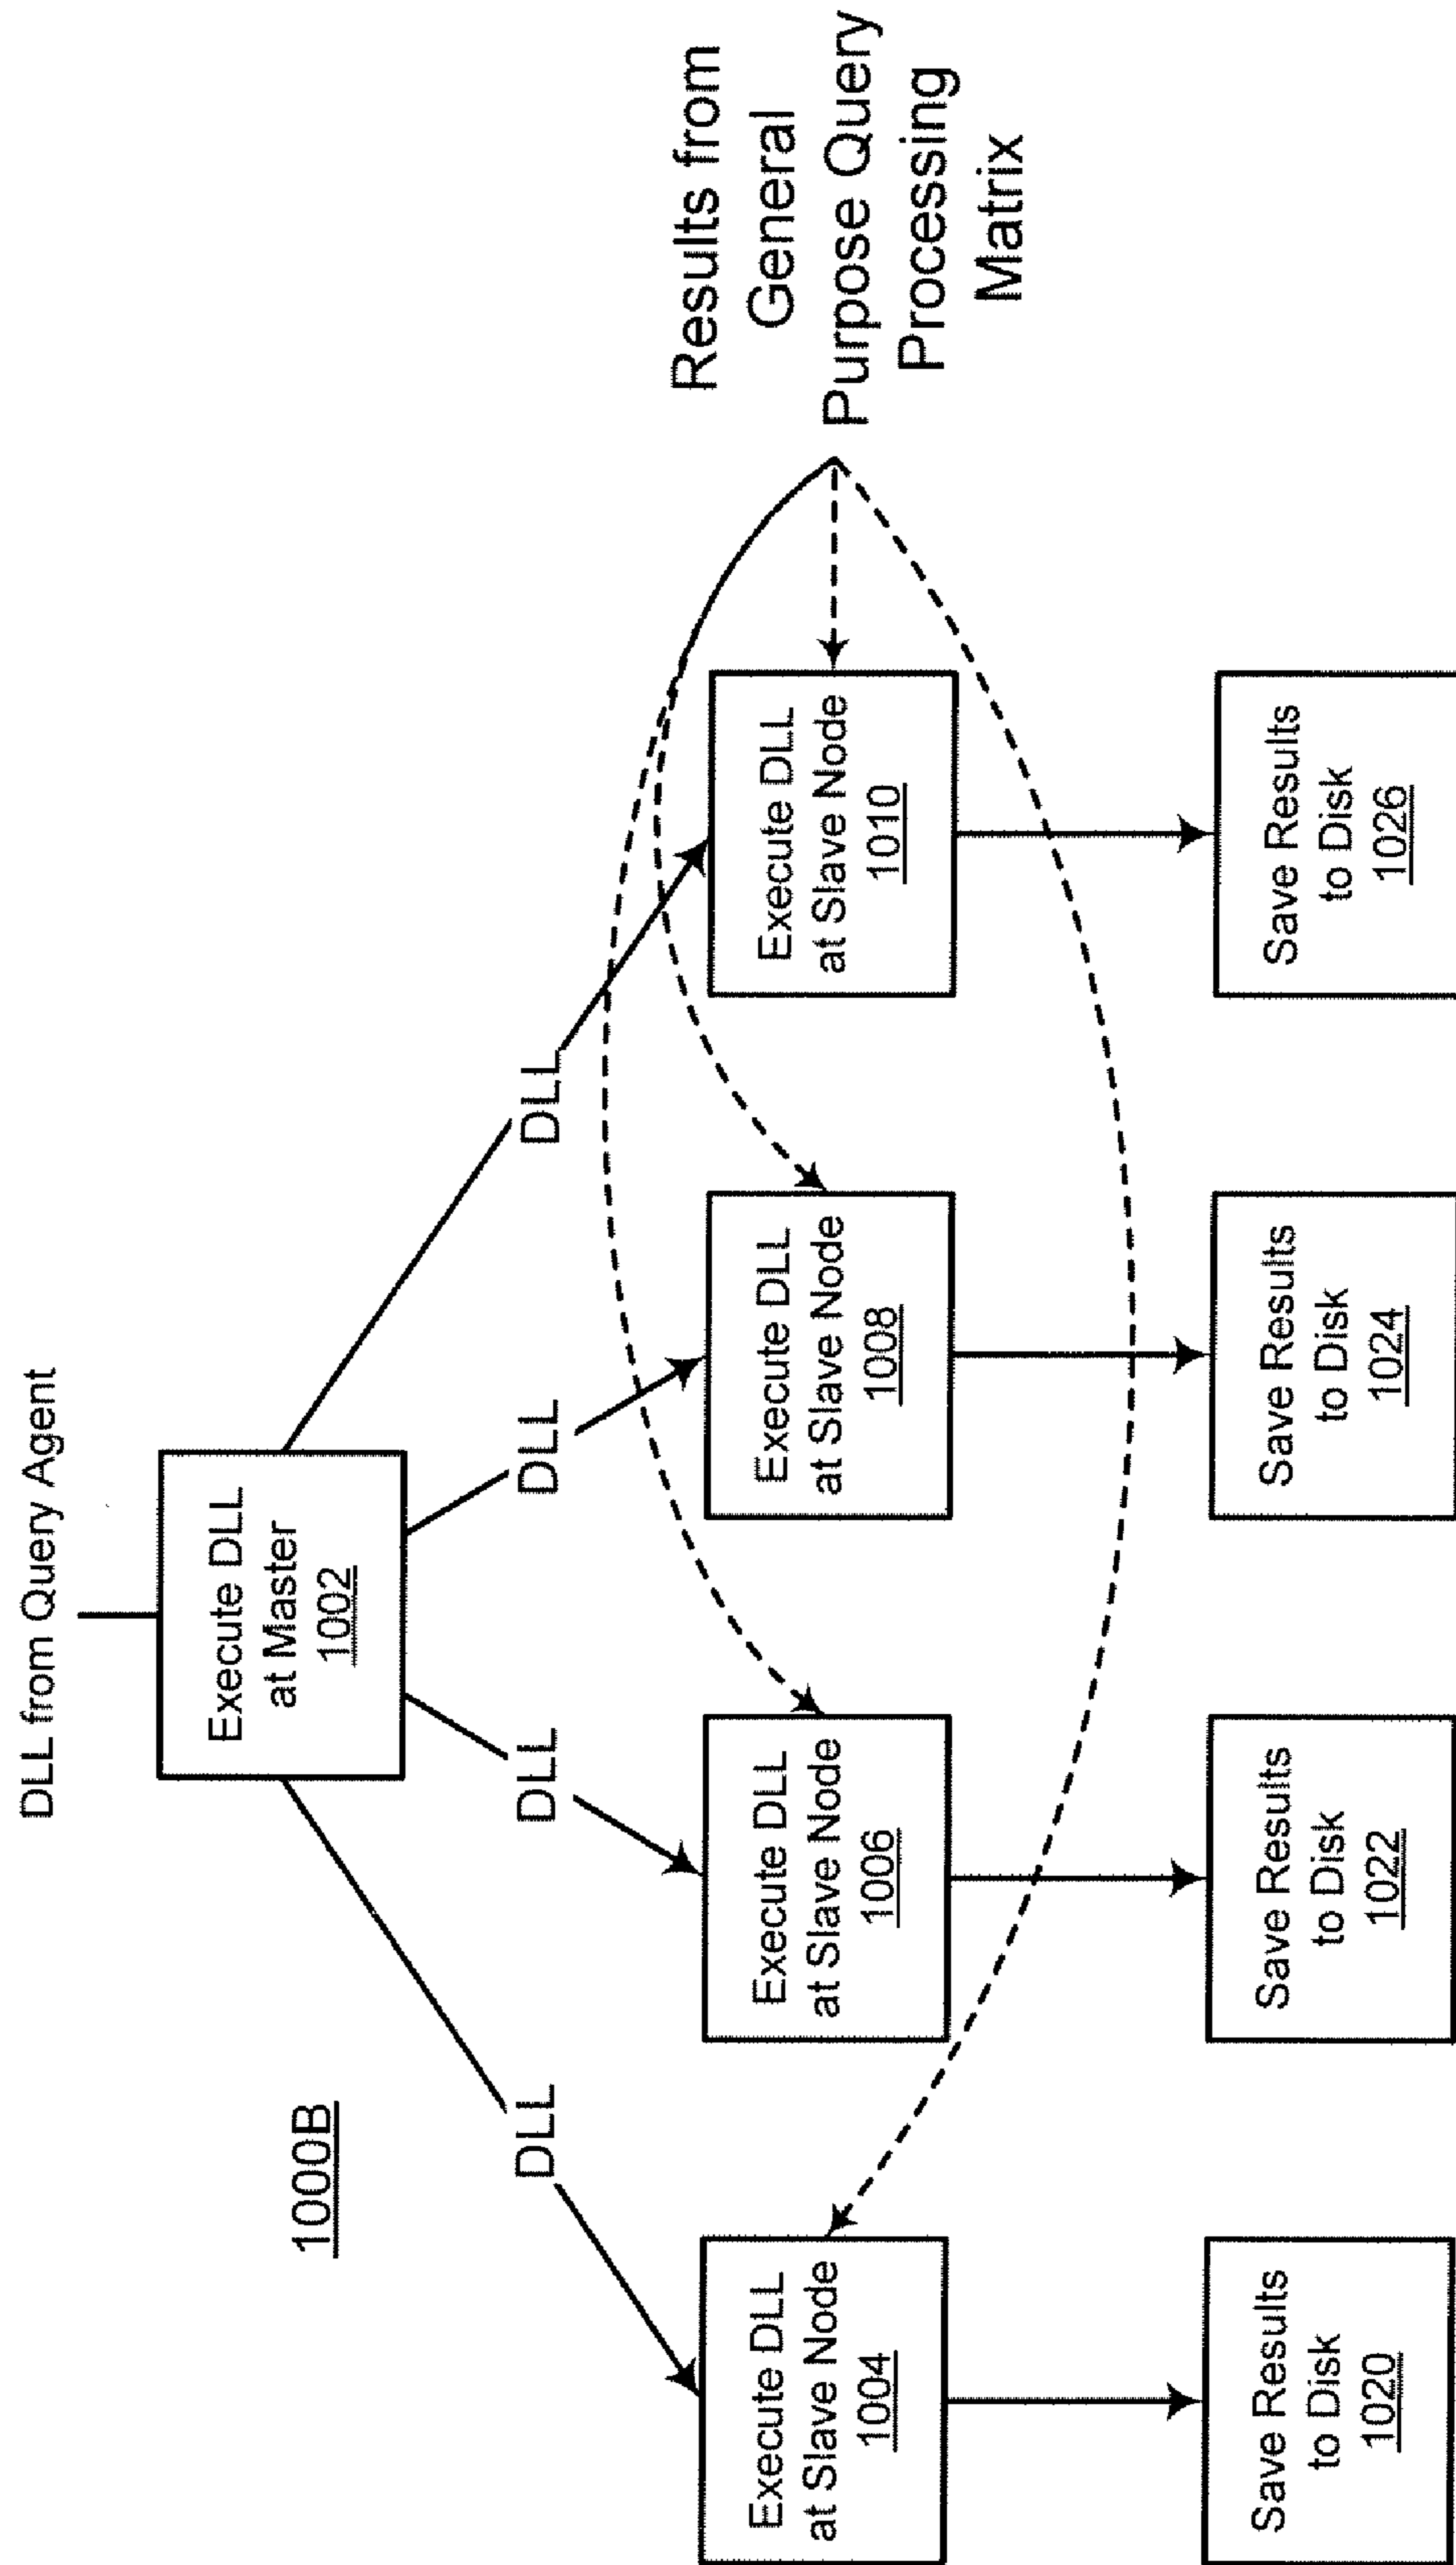 DLL from Query Agent
Execute DLL
at Master
1002
1000B
DLL
DLL
DLL
DLL
Results from
General
Purpose Query
Processing
Matrix
Execute DLL
at Slave Node
1004
Execute DLL
at Slave Node
1006
Execute DLL
at Slave Node
1008
Execute DLL
at Slave Node
1010
Save Results
to Disk
1020
Save Results
to Disk
1022
Save Results
to Disk
1024
Save Results
to Disk
1026